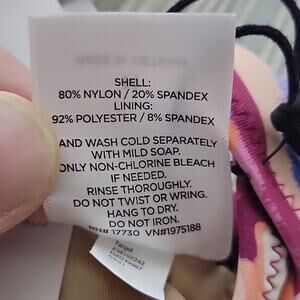 SHELL:
80% NYLON / 20% SPANDEX
LINING:
92% POLYESTER / 8% SPANDEX
AND WASH COLD SEPARATELY
WITH MILD SOAP.
ONLY NON-CHLORINE BLEACH
IF NEEDED.
RINSE THOROUGHLY.
DO NOT TWIST OR WRING.
HANG TO DRY.
DO NOT IRON.
RN# 17730 VN#1975188
Target